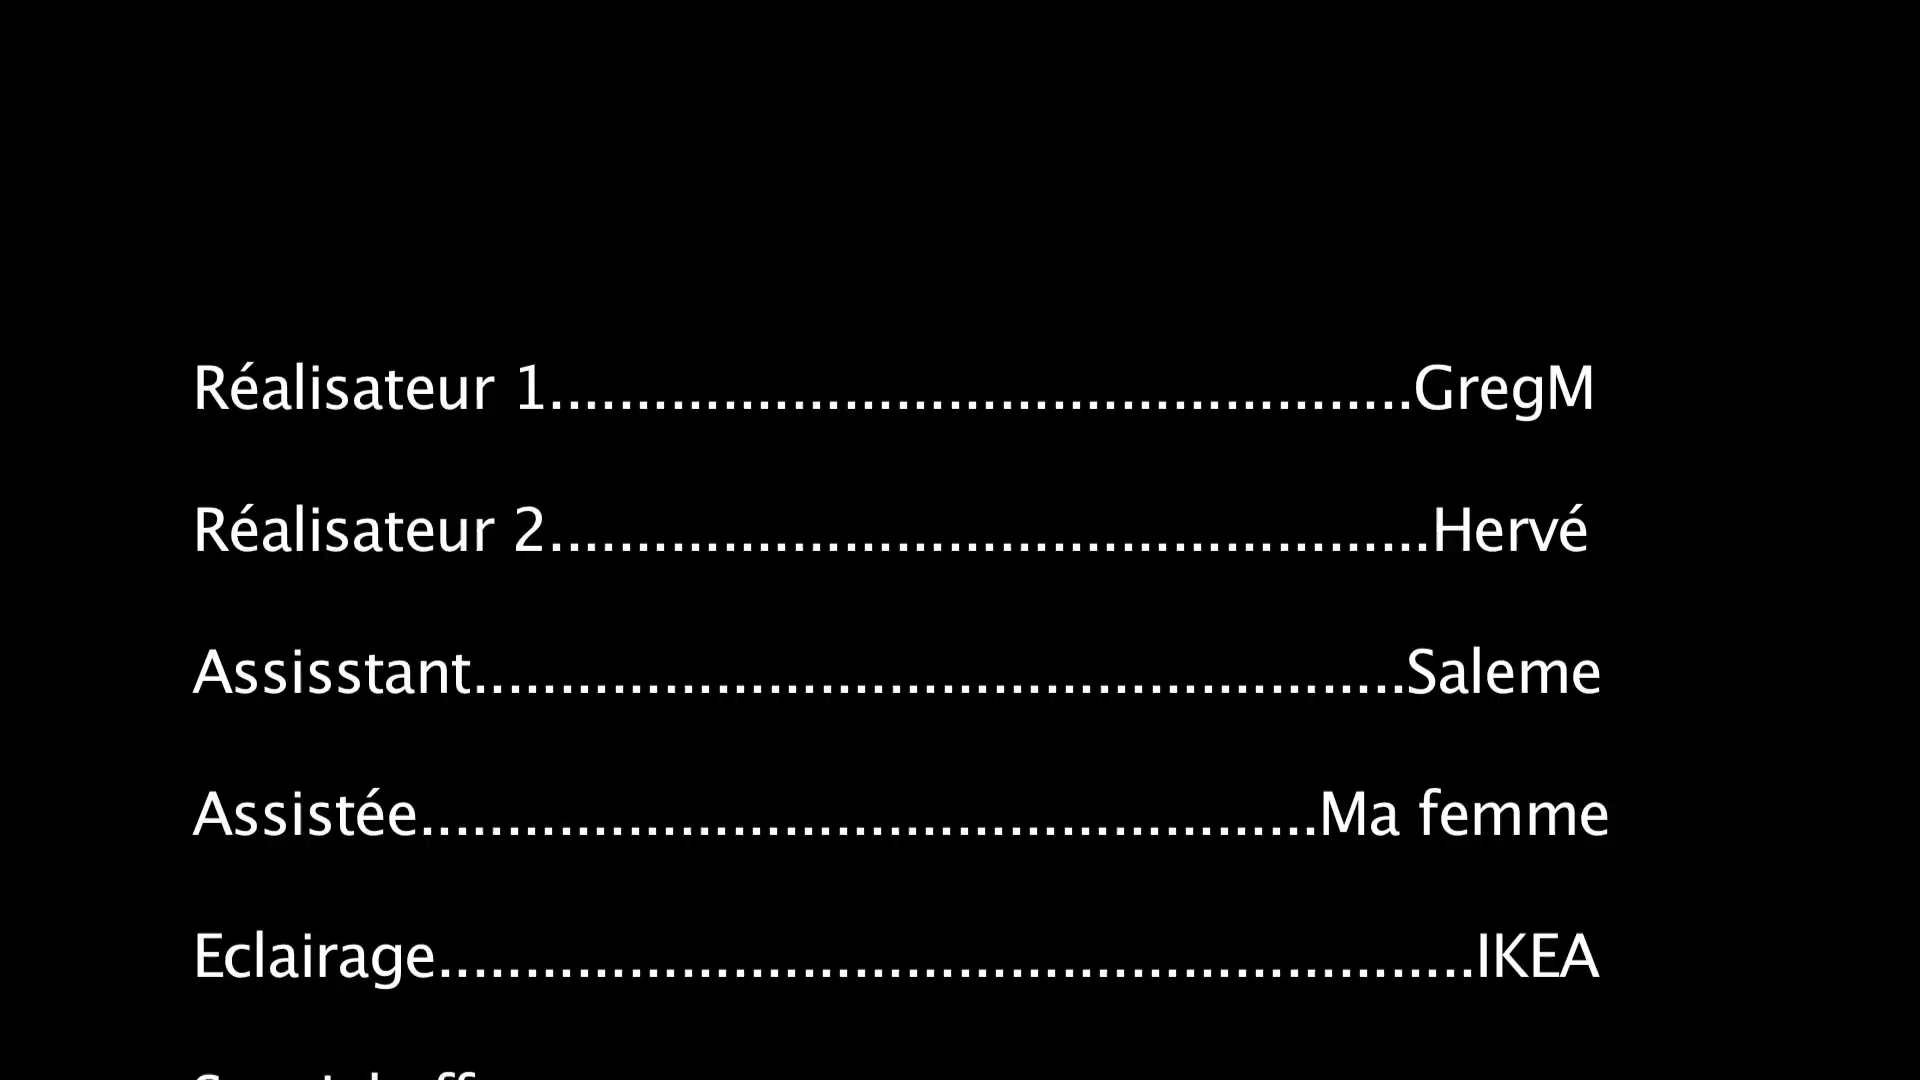 Réalisateur 1..................................................GregM
Réalisateur 2...................................................Hervé
Assisstant......................................................Saleme
Assistée....................................................Ma femme
Eclairage............................................................IKEA